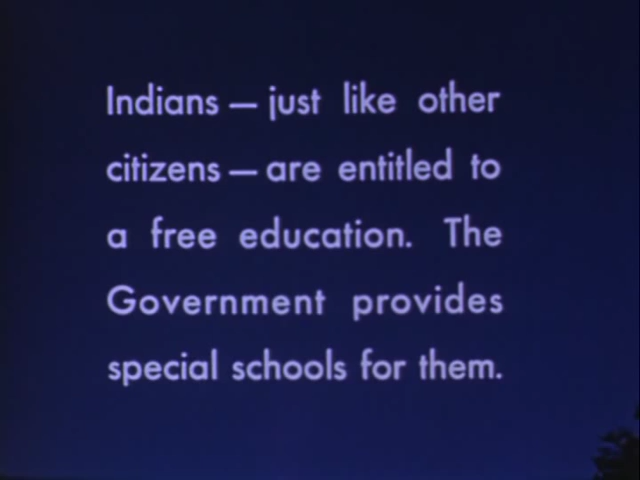 Indians — just like other
citizens — are entitled to
a free education. The
Government provides
special schools for them.